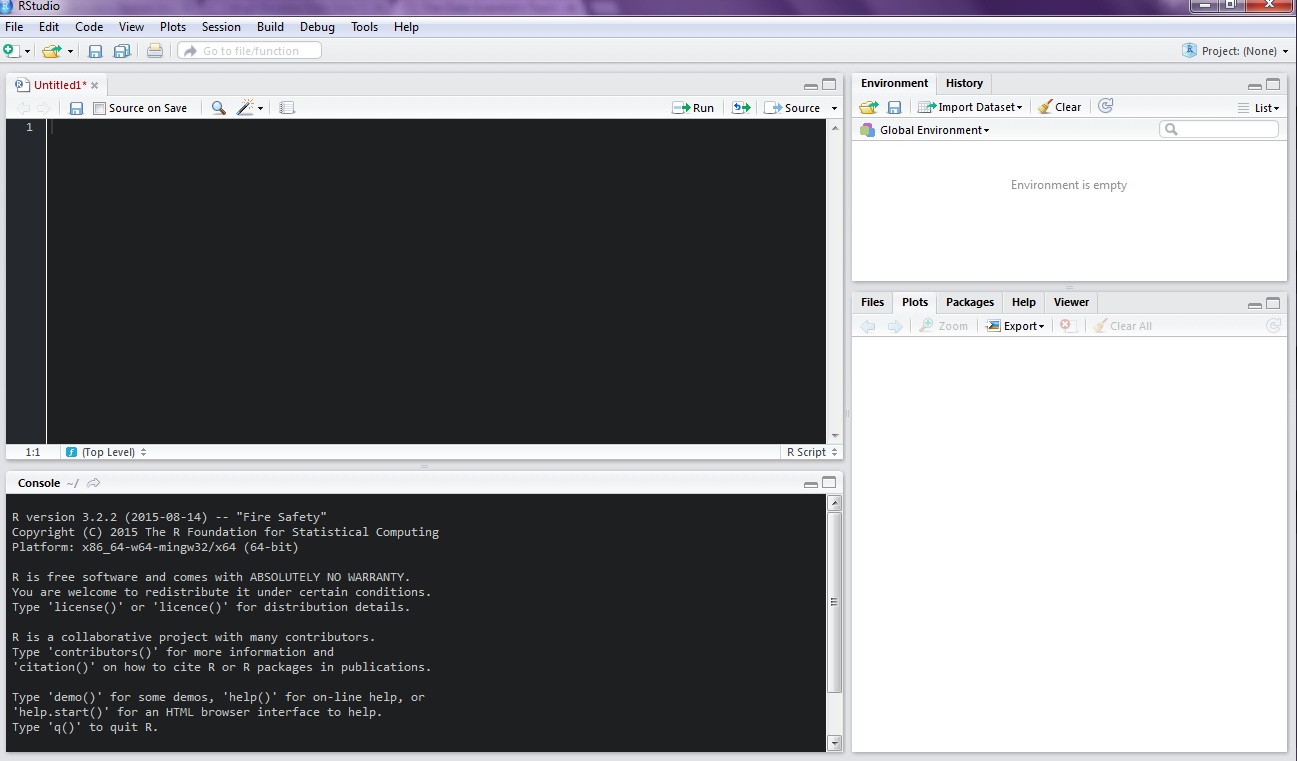 RStudio
File Edit Code View Plots Session Build Debug Tools Help
Go to file/function
Project: (None)
Untitled1*
Source on Save
Run
Source
1
1:1
(Top Level)
R Script
Console ~/
R version 3.2.2 (2015-08-14) -- "Fire Safety"
Copyright (C) 2015 The R Foundation for Statistical Computing
Platform: x86_64-w64-mingw32/x64 (64-bit)
R is free software and comes with ABSOLUTELY NO WARRANTY.
You are welcome to redistribute it under certain conditions.
Type 'license()' or 'licence()' for distribution details.
R is a collaborative project with many contributors.
Type 'contributors()' for more information and
'citation()' on how to cite R or R packages in publications.
Type 'demo()' for some demos, 'help()' for on-line help, or
'help.start()' for an HTML browser interface to help.
Type 'q()' to quit R.
Environment History
Import Dataset Clear List
Global Environment
Environment is empty
Files Plots Packages Help Viewer
Zoom Export Clear All